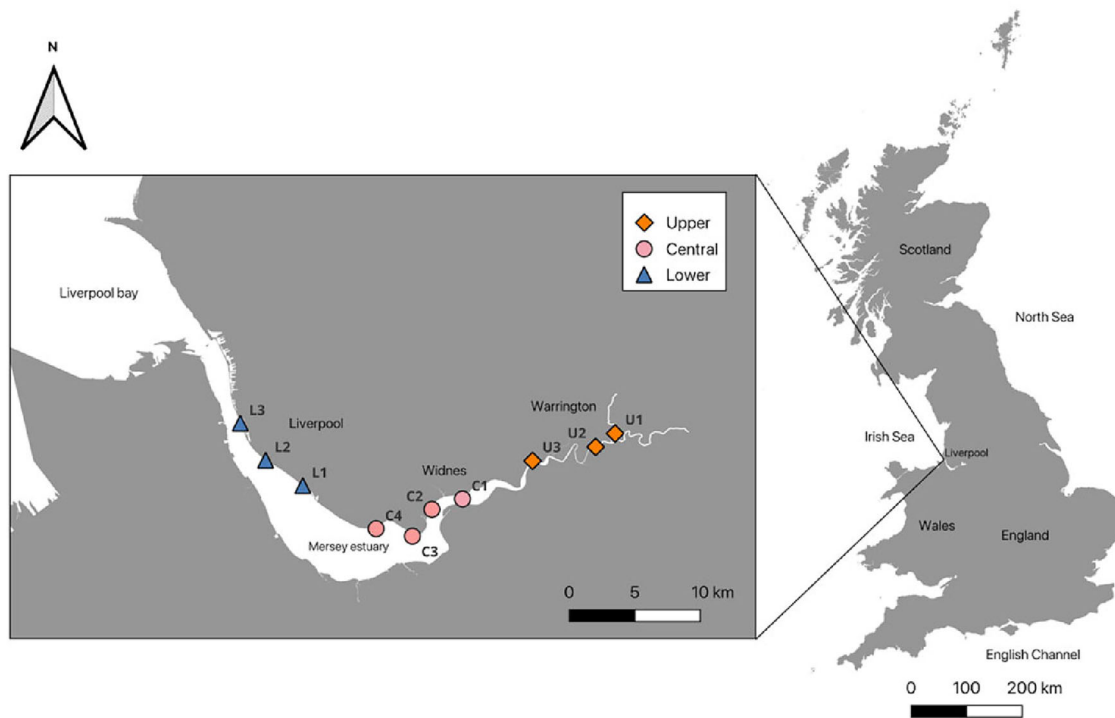 N
Upper
Central
Lower
Liverpool bay
L3
Liverpool
L2
L1
Warrington
U1
U2
U3
Widnes
C1
C2
C4
C3
Mersey estuary
0 5 10 km
Scotland
North Sea
Irish Sea
Liverpool
Wales
England
English Channel
0 100 200 km